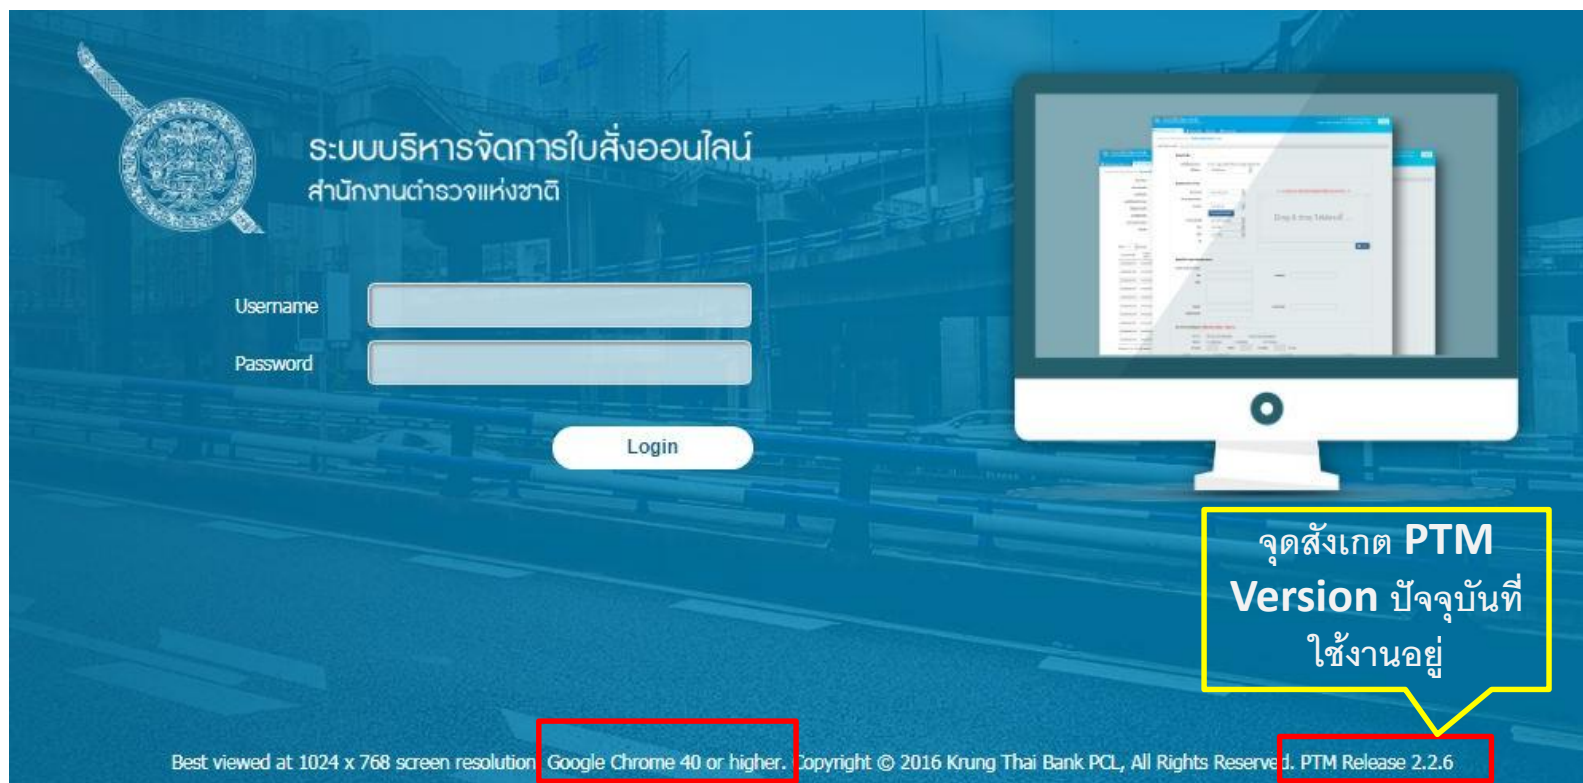 ระบบบริหารจัดการใบสั่งออนไลน์
สำนักงานตำรวจแห่งชาติ
Username
Password
Login
Drag & drop
จุดสังเกต PTM
Version ปัจจุบันที่
ใช้งานอยู่
Best viewed at 1024 x 768 screen resolution Google Chrome 40 or higher. Copyright © 2016 Krung Thai Bank PCL, All Rights Reserved. PTM Release 2.2.6